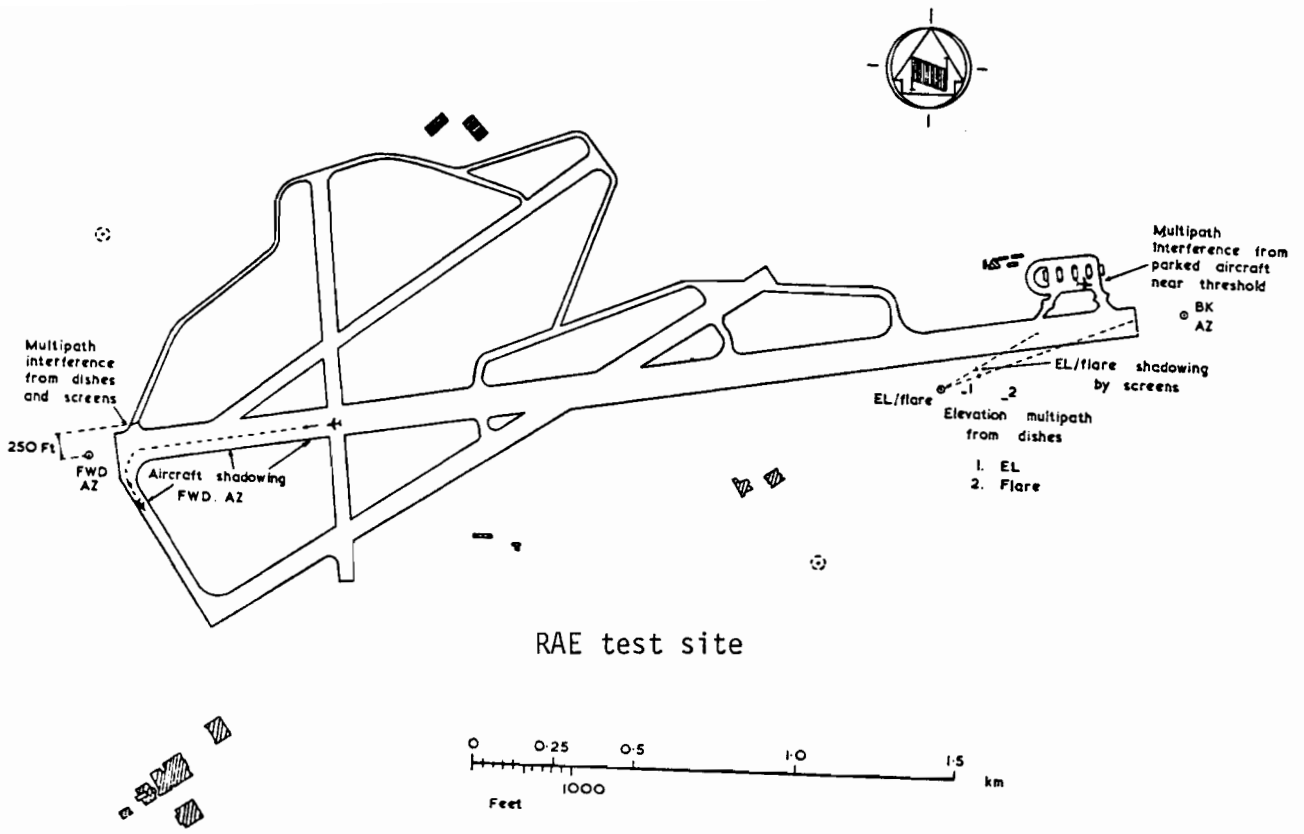 Multipath
interference from
parked aircraft
near threshold
BK
AZ
Multipath
interference
from dishes
and screens
250 Ft
FWD
AZ
Aircraft shadowing
FWD. AZ
EL/flare shadowing
by screens
EL/flare
-1
-2
Elevation multipath
from dishes
1. EL
2. Flare
RAE test site
0
0·25
0·5
1·0
1·5
km
1000
Feet